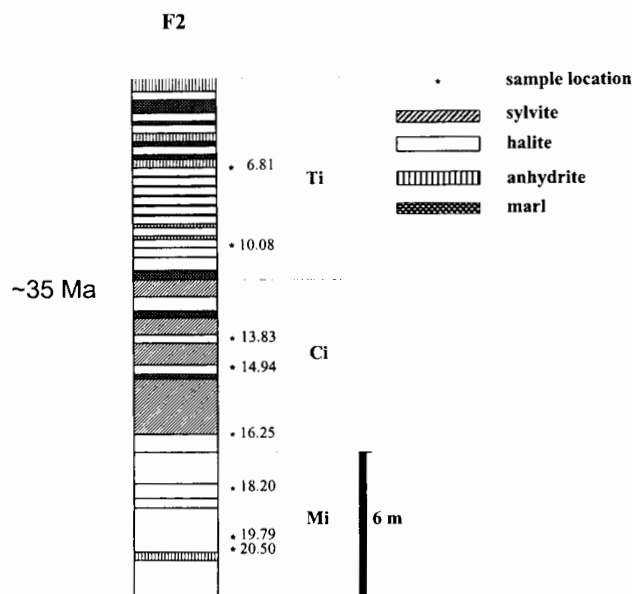 F2
sample location
sylvite
halite
anhydrite
marl
6.81
Ti
10.08
~35 Ma
13.83
Ci
14.94
16.25
18.20
Mi
6 m
19.79
20.50